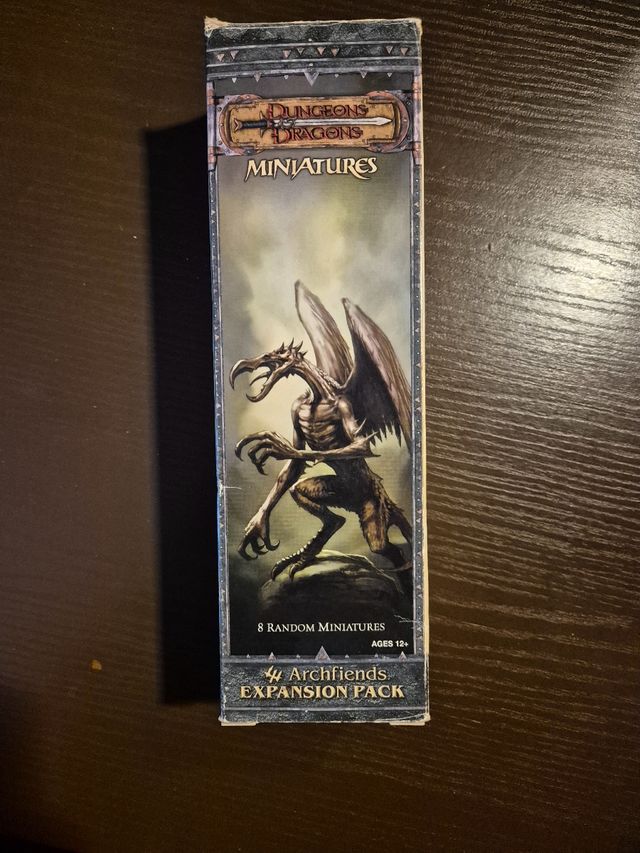 DUNGEONS
DRAGONS
MINIATURES
8 RANDOM MINIATURES
AGES 12+
Archfiends
EXPANSION PACK